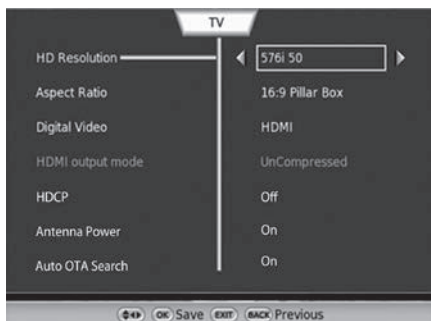 TV
HD Resolution 576i 50
Aspect Ratio 16:9 Pillar Box
Digital Video HDMI
HDMI output mode UnCompressed
HDCP Off
Antenna Power On
Auto OTA Search On
OK Save EXIT BACK Previous